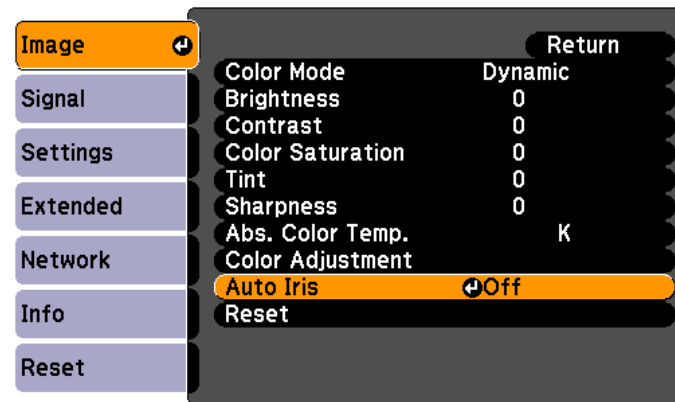 Image
Signal
Settings
Extended
Network
Info
Reset
Return
Color Mode Dynamic
Brightness 0
Contrast 0
Color Saturation 0
Tint 0
Sharpness 0
Abs. Color Temp. K
Color Adjustment
Auto Iris Off
Reset